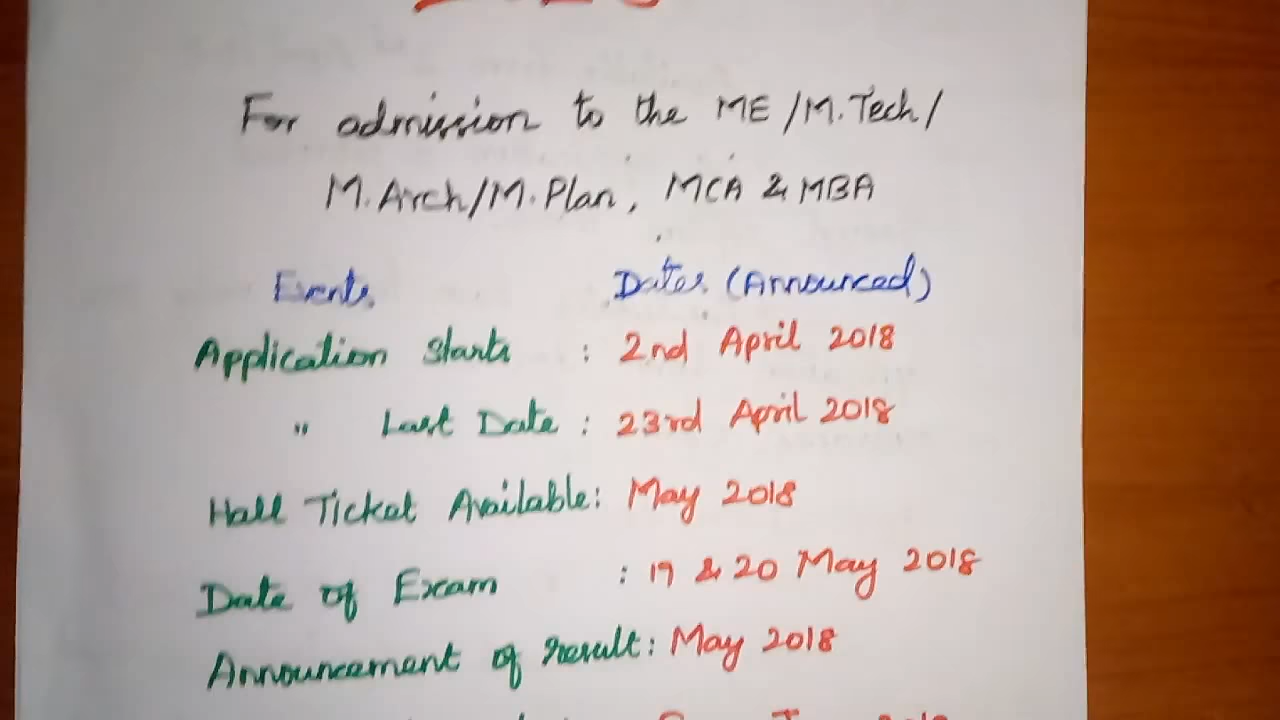 For admission to the ME/M.Tech/
M.Arch/M.Plan, MCA & MBA
Events Dates (Announced)
Application starts : 2nd April 2018
" Last Date : 23rd April 2018
Hall Ticket Available: May 2018
Date of Exam : 19 & 20 May 2018
Announcement of result: May 2018